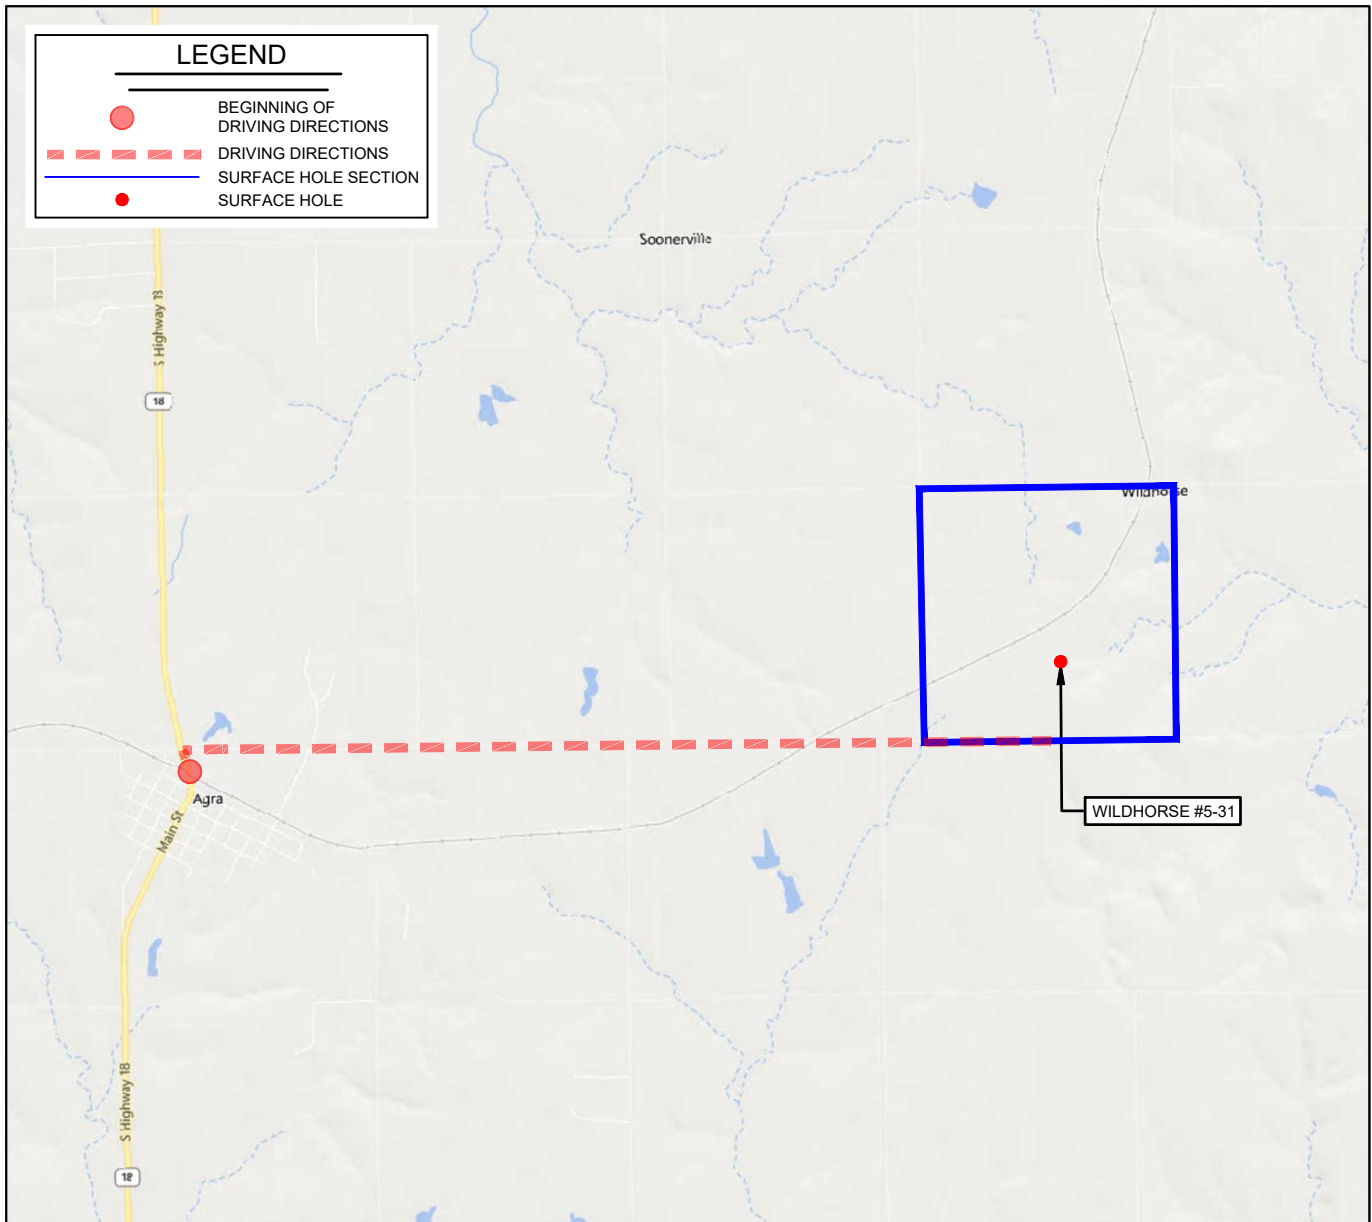 LEGEND
BEGINNING OF
DRIVING DIRECTIONS
DRIVING DIRECTIONS
SURFACE HOLE SECTION
SURFACE HOLE
Soonerville
S Highway 18
18
Wildhorse
Agra
Main St
WILDHORSE #5-31
S Highway 18
18